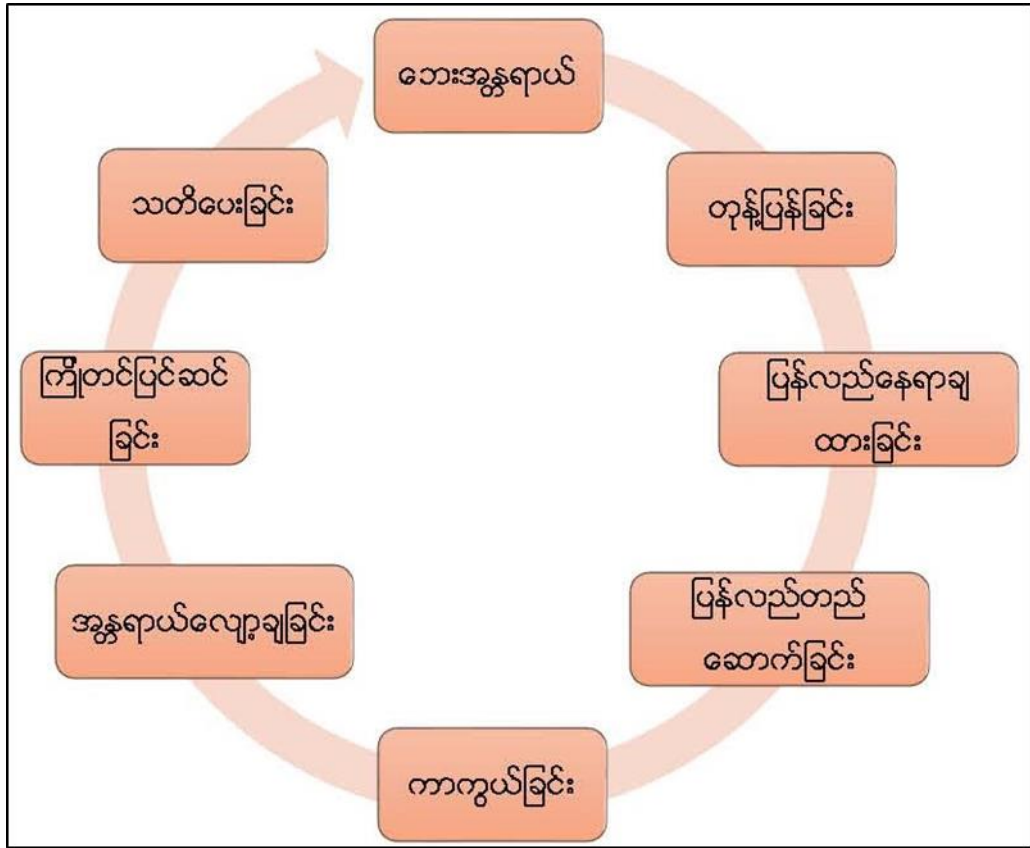 ဘေးအန္တရာယ်
တုန့်ပြန်ခြင်း
ပြန်လည်နေရာချ
ထားခြင်း
ပြန်လည်တည်
ဆောက်ခြင်း
ကာကွယ်ခြင်း
အန္တရာယ်လျော့ချခြင်း
ကြိုတင်ပြင်ဆင်
ခြင်း
သတိပေးခြင်း